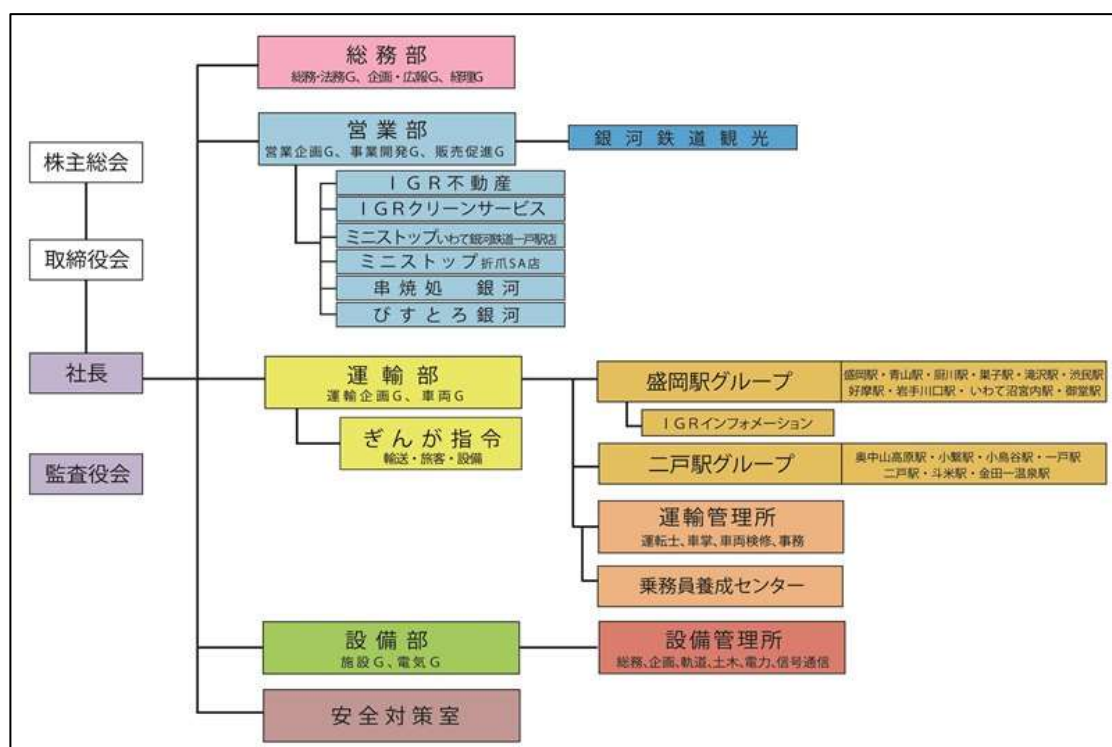 株主総会
取締役会
社長
監査役会
総務部
総務・法務G、企画・広報G、経理G
営業部
営業企画G、事業開発G、販売促進G
銀河鉄道観光
IGR不動産
IGRクリーンサービス
ミニストップいわて銀河鉄道一戸駅店
ミニストップ折爪SA店
串焼処 銀河
びすとろ銀河
運輸部
運輸企画G、車両G
ぎんが指令
輸送・旅客・設備
盛岡駅グループ
盛岡駅・青山駅・厨川駅・巣子駅・滝沢駅・渋民駅
好摩駅・岩手川口駅・いわて沼宮内駅・御堂駅
IGRインフォメーション
二戸駅グループ
奥中山高原駅・小繋駅・小鳥谷駅・一戸駅
二戸駅・斗米駅・金田一温泉駅
運輸管理所
運転士、車掌、車両検修、事務
乗務員養成センター
設備部
施設G、電気G
設備管理所
総務、企画、軌道、土木、電力、信号通信
安全対策室